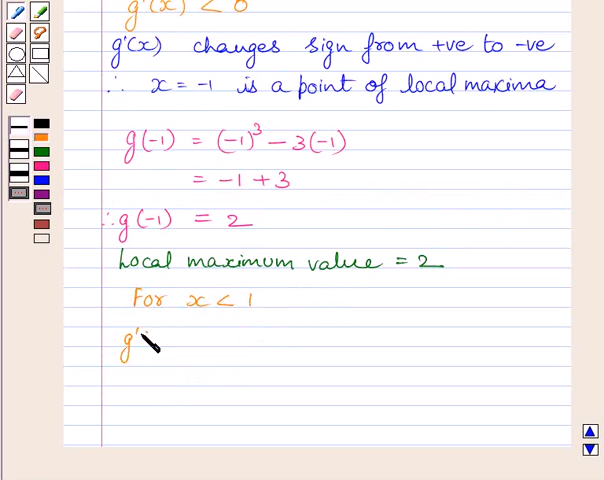 g'(x) < 0
g'(x) changes sign from +ve to -ve
∴ x = -1 is a point of local maxima
g(-1) = (-1)³ - 3(-1)
= -1 + 3
∴ g(-1) = 2
Local maximum value = 2
For x < 1
g'